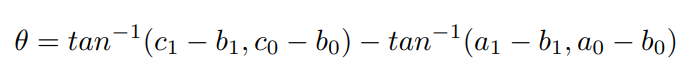 θ = tan⁻¹(c₁ − b₁, c₀ − b₀) − tan⁻¹(a₁ − b₁, a₀ − b₀)